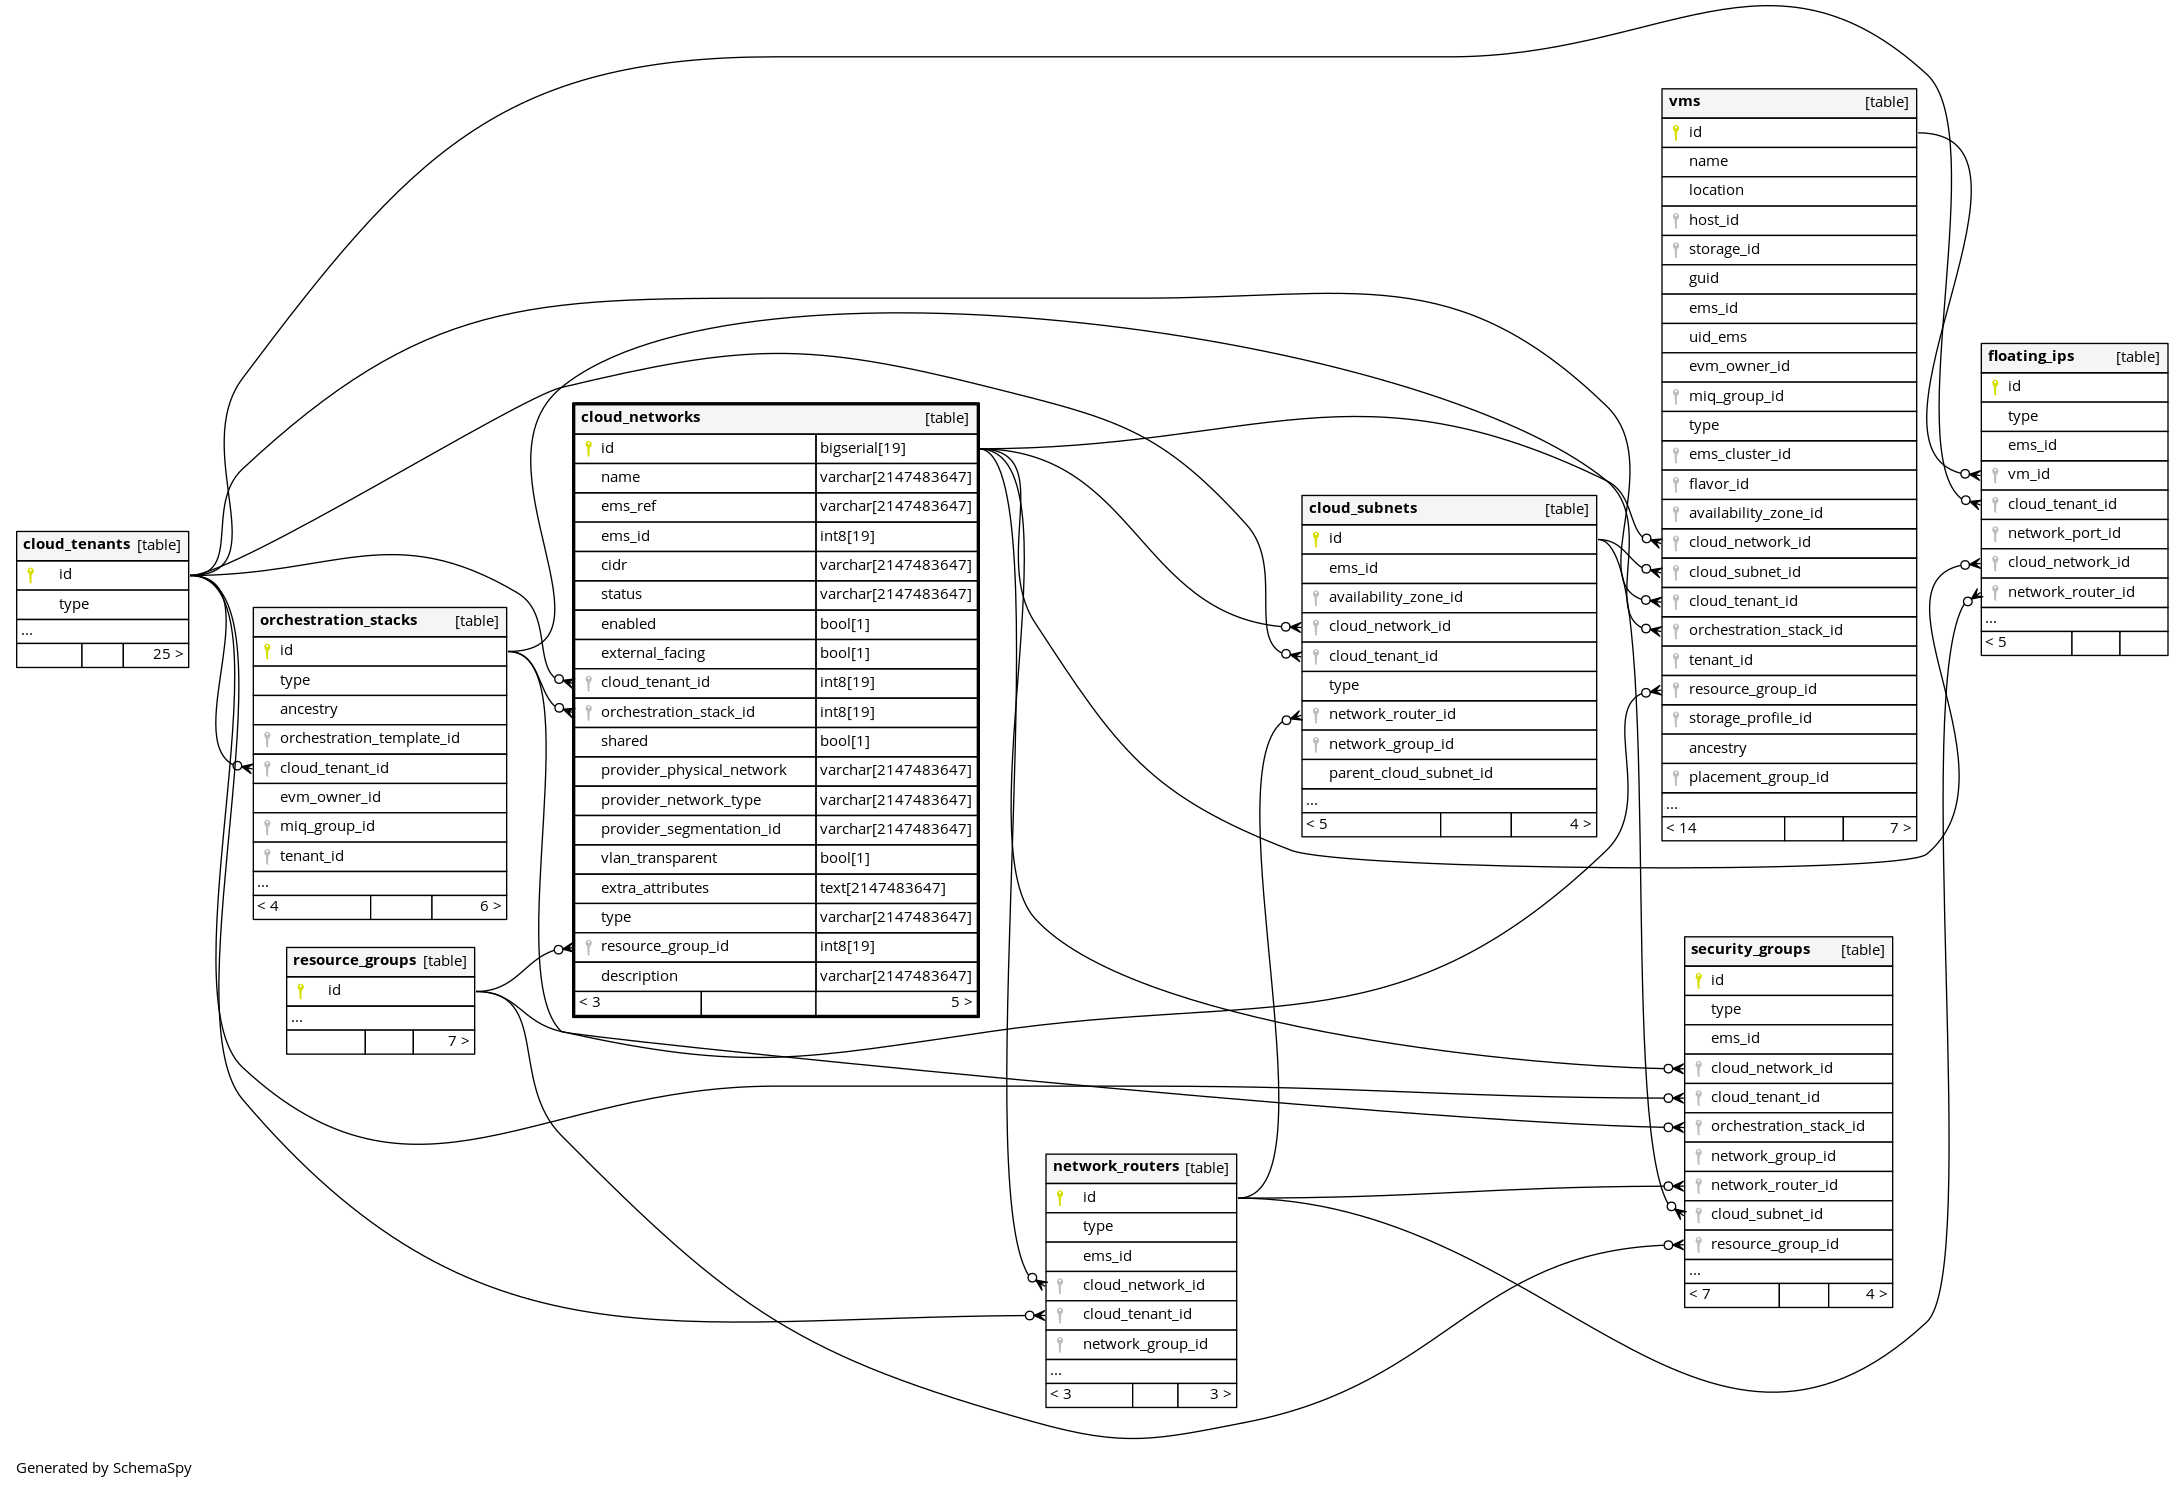 cloud_tenants [table]
id
type
...
25 >
orchestration_stacks [table]
id
type
ancestry
orchestration_template_id
cloud_tenant_id
evm_owner_id
miq_group_id
tenant_id
...
< 4 6 >
resource_groups [table]
id
...
7 >
cloud_networks [table]
id bigserial[19]
name varchar[2147483647]
ems_ref varchar[2147483647]
ems_id int8[19]
cidr varchar[2147483647]
status varchar[2147483647]
enabled bool[1]
external_facing bool[1]
cloud_tenant_id int8[19]
orchestration_stack_id int8[19]
shared bool[1]
provider_physical_network varchar[2147483647]
provider_network_type varchar[2147483647]
provider_segmentation_id varchar[2147483647]
vlan_transparent bool[1]
extra_attributes text[2147483647]
type varchar[2147483647]
resource_group_id int8[19]
description varchar[2147483647]
< 3 5 >
network_routers [table]
id
type
ems_id
cloud_network_id
cloud_tenant_id
network_group_id
...
< 3 3 >
cloud_subnets [table]
id
ems_id
availability_zone_id
cloud_network_id
cloud_tenant_id
type
network_router_id
network_group_id
parent_cloud_subnet_id
...
< 5 4 >
vms [table]
id
name
location
host_id
storage_id
guid
ems_id
uid_ems
evm_owner_id
miq_group_id
type
ems_cluster_id
flavor_id
availability_zone_id
cloud_network_id
cloud_subnet_id
cloud_tenant_id
orchestration_stack_id
tenant_id
resource_group_id
storage_profile_id
ancestry
placement_group_id
...
< 14 7 >
security_groups [table]
id
type
ems_id
cloud_network_id
cloud_tenant_id
orchestration_stack_id
network_group_id
network_router_id
cloud_subnet_id
resource_group_id
...
< 7 4 >
floating_ips [table]
id
type
ems_id
vm_id
cloud_tenant_id
network_port_id
cloud_network_id
network_router_id
...
< 5
Generated by SchemaSpy